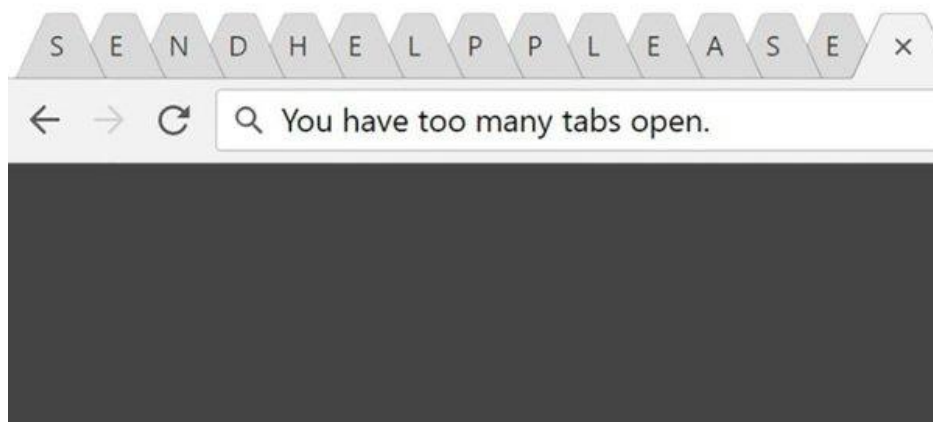 S E N D H E L P P L E A S E
You have too many tabs open.